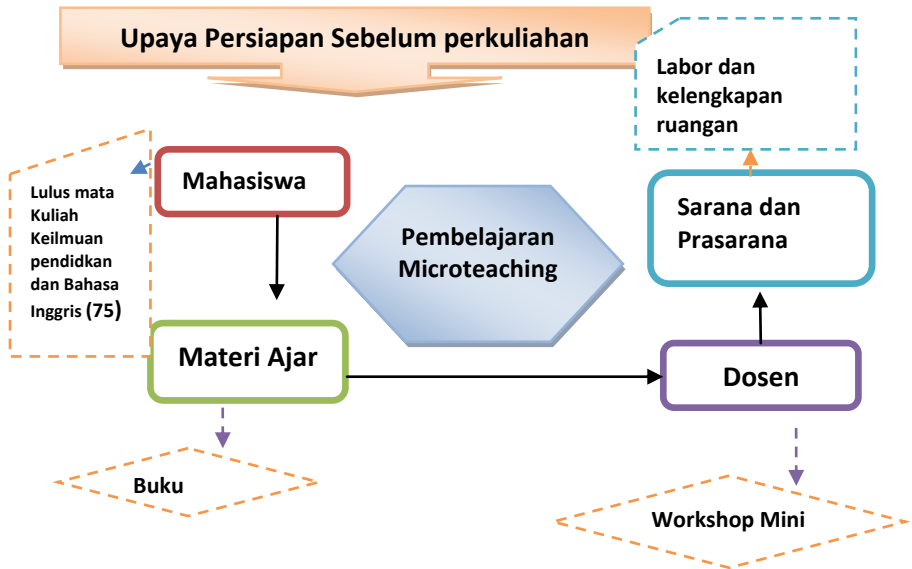 Upaya Persiapan Sebelum perkuliahan
Labor dan
kelengkapan
ruangan
Mahasiswa
Lulus mata
Kuliah
Keilmuan
pendidkan
dan Bahasa
Inggris (75)
Pembelajaran
Microteaching
Sarana dan
Prasarana
Materi Ajar
Dosen
Buku
Workshop Mini